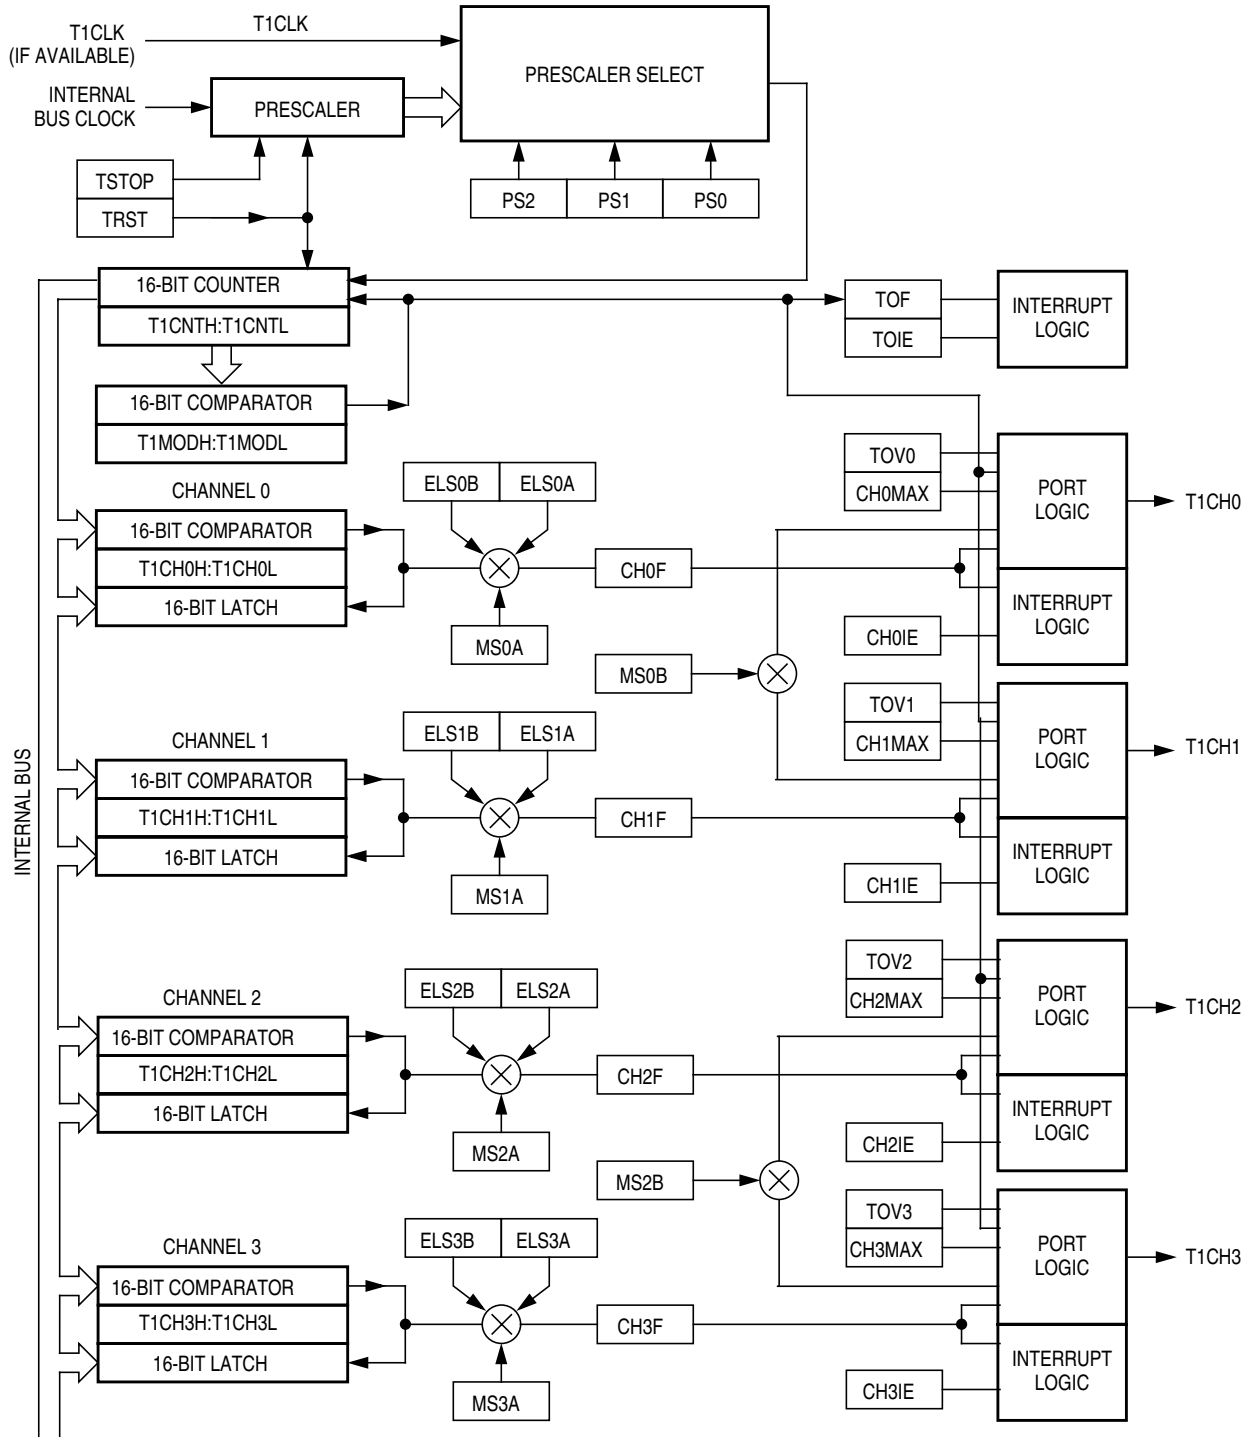 T1CLK
(IF AVAILABLE)
T1CLK
PRESCALER SELECT
INTERNAL
BUS CLOCK
PRESCALER
TSTOP
TRST
PS2
PS1
PS0
16-BIT COUNTER
T1CNTH:T1CNTL
TOF
TOIE
INTERRUPT
LOGIC
16-BIT COMPARATOR
T1MODH:T1MODL
INTERNAL BUS
CHANNEL 0
16-BIT COMPARATOR
T1CH0H:T1CH0L
16-BIT LATCH
ELS0B
ELS0A
MS0A
CH0F
MS0B
TOV0
CH0MAX
CH0IE
PORT
LOGIC
INTERRUPT
LOGIC
T1CH0
CHANNEL 1
16-BIT COMPARATOR
T1CH1H:T1CH1L
16-BIT LATCH
ELS1B
ELS1A
MS1A
CH1F
TOV1
CH1MAX
CH1IE
PORT
LOGIC
INTERRUPT
LOGIC
T1CH1
CHANNEL 2
16-BIT COMPARATOR
T1CH2H:T1CH2L
16-BIT LATCH
ELS2B
ELS2A
MS2A
CH2F
MS2B
TOV2
CH2MAX
CH2IE
PORT
LOGIC
INTERRUPT
LOGIC
T1CH2
CHANNEL 3
16-BIT COMPARATOR
T1CH3H:T1CH3L
16-BIT LATCH
ELS3B
ELS3A
MS3A
CH3F
TOV3
CH3MAX
CH3IE
PORT
LOGIC
INTERRUPT
LOGIC
T1CH3